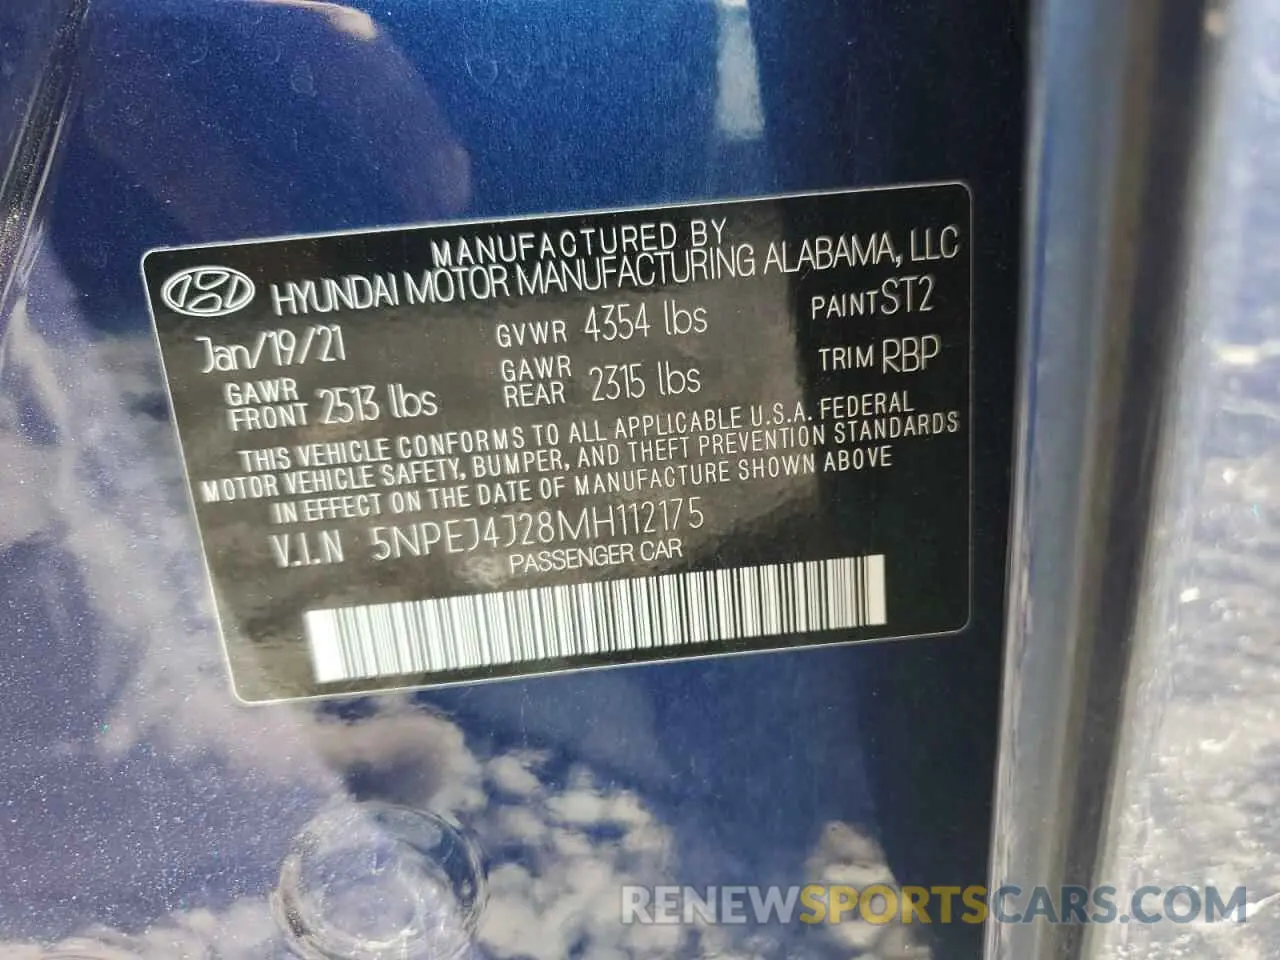 MANUFACTURED BY
HYUNDAI MOTOR MANUFACTURING ALABAMA, LLC
Jan/19/21 GVWR 4354 lbs PAINT ST2
GAWR FRONT 2513 lbs GAWR REAR 2315 lbs TRIM RBP
THIS VEHICLE CONFORMS TO ALL APPLICABLE U.S.A. FEDERAL
MOTOR VEHICLE SAFETY, BUMPER, AND THEFT PREVENTION STANDARDS
IN EFFECT ON THE DATE OF MANUFACTURE SHOWN ABOVE
V.I.N 5NPEJ4J28MH112175
PASSENGER CAR
RENEWSPORTSCARS.COM